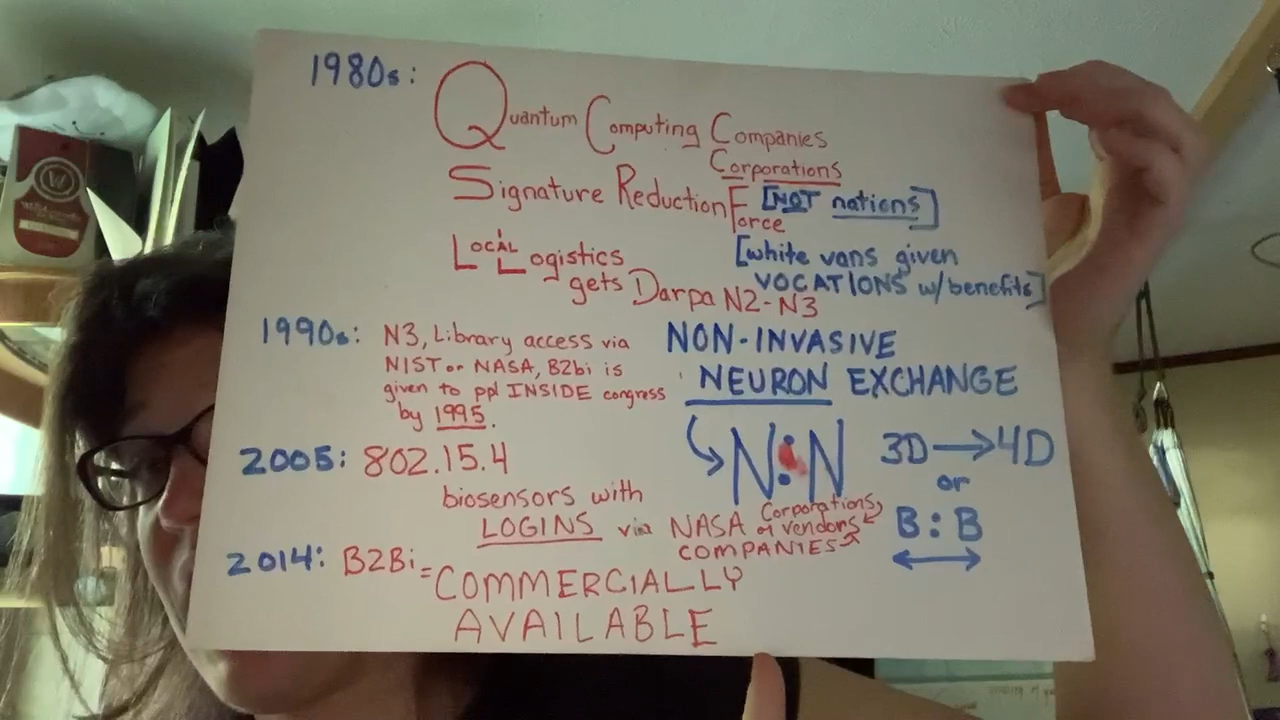 1980s:
Quantum Computing Companies
Corporations
Signature Reduction Force [NOT nations]
Local Logistics [white vans given
gets Darpa N2-N3 VOCATIONS w/benefits]
1990s: N3, Library access via
NIST or NASA, B2bi is
given to ppl INSIDE congress
by 1995.
NON-INVASIVE
NEURON EXCHANGE
N:N 3D → 4D
or
B:B
2005: 802.15.4
biosensors with
LOGINS via NASA or vendors
Corporations,
COMPANIES
2014: B2Bi = COMMERCIALLY
AVAILABLE